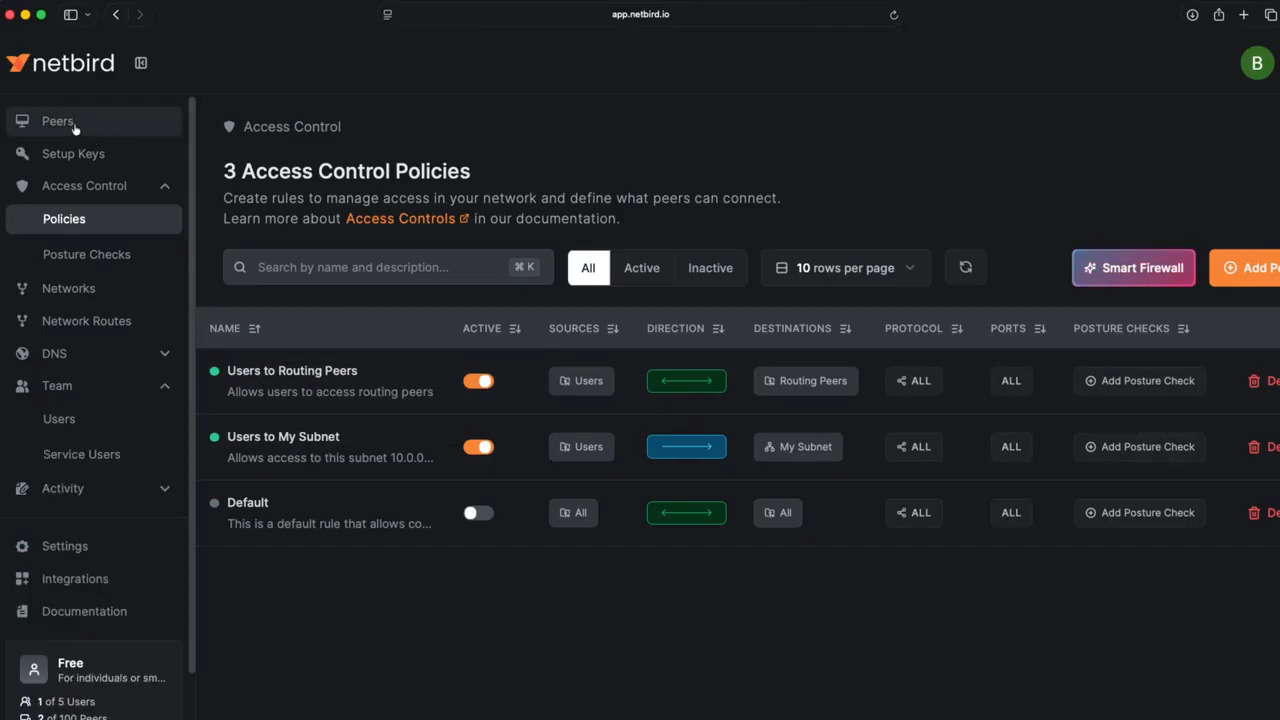 app.netbird.io
netbird
B
Peers
Setup Keys
Access Control
Policies
Posture Checks
Networks
Network Routes
DNS
Team
Users
Service Users
Activity
Settings
Integrations
Documentation
Free
For individuals or sm...
1 of 5 Users
2 of 100 Peers
Access Control
3 Access Control Policies
Create rules to manage access in your network and define what peers can connect.
Learn more about Access Controls in our documentation.
Search by name and description... ⌘ K All Active Inactive 10 rows per page Smart Firewall Add Po
NAME ACTIVE SOURCES DIRECTION DESTINATIONS PROTOCOL PORTS POSTURE CHECKS
Users to Routing Peers
Allows users to access routing peers
Users Routing Peers ALL ALL Add Posture Check De
Users to My Subnet
Allows access to this subnet 10.0.0...
Users My Subnet ALL ALL Add Posture Check De
Default
This is a default rule that allows co...
All All ALL ALL Add Posture Check De